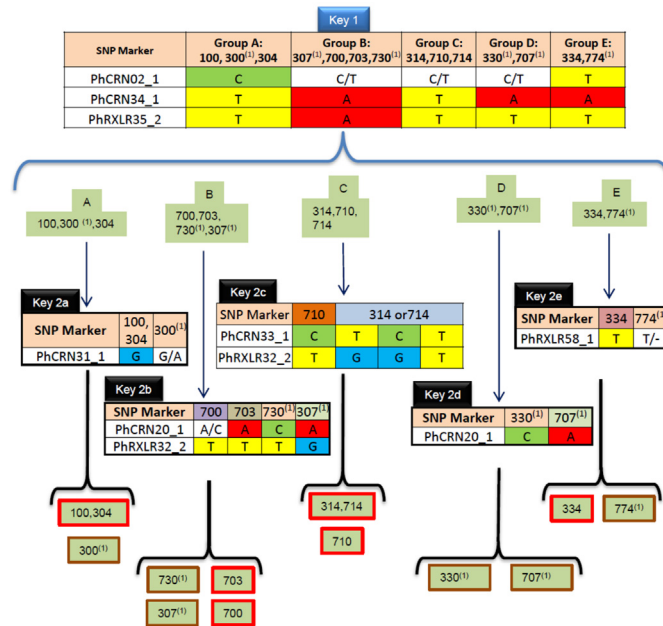 Key 1
SNP Marker Group A: 100, 300(1),304 Group B: 307(1),700,703,730(1) Group C: 314,710,714 Group D: 330(1),707(1) Group E: 334,774(1)
PhCRN02_1 C C/T C/T C/T T
PhCRN34_1 T A T A A
PhRXLR35_2 T A T T T
A
100,300 (1),304
B
700,703,
730(1),307(1)
C
314,710,
714
D
330(1),707(1)
E
334,774(1)
Key 2a
SNP Marker 100, 304 300(1)
PhCRN31_1 G G/A
Key 2c
SNP Marker 710 314 or714
PhCRN33_1 C T C T
PhRXLR32_2 T G G T
Key 2e
SNP Marker 334 774(1)
PhRXLR58_1 T T/-
Key 2b
SNP Marker 700 703 730(1) 307(1)
PhCRN20_1 A/C A C A
PhRXLR32_2 T T T G
Key 2d
SNP Marker 330(1) 707(1)
PhCRN20_1 C A
100,304
300(1)
730(1) 703
307(1) 700
314,714
710
330(1) 707(1)
334 774(1)